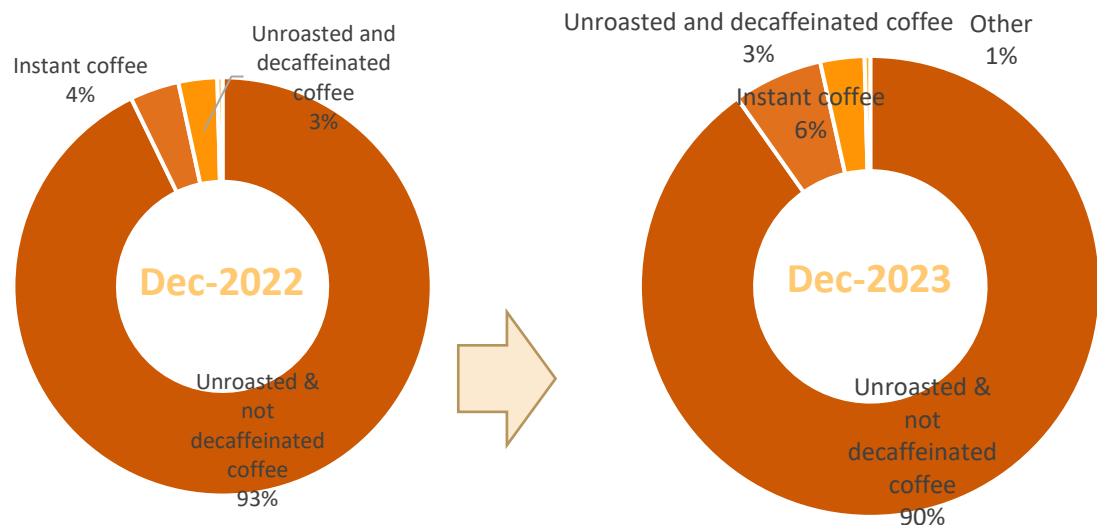 Instant coffee
4%
Unroasted and
decaffeinated
coffee
3%
Dec-2022
Unroasted &
not
decaffeinated
coffee
93%
Unroasted and decaffeinated coffee
3%
Other
1%
Instant coffee
6%
Dec-2023
Unroasted &
not
decaffeinated
coffee
90%